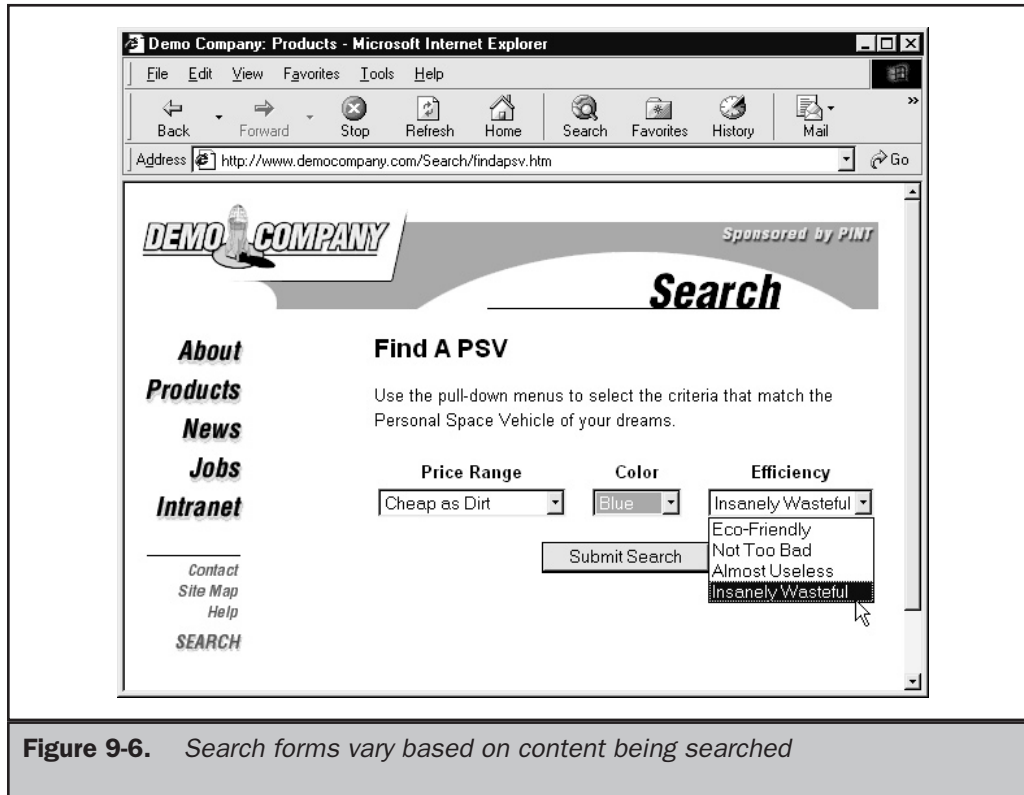 Demo Company: Products - Microsoft Internet Explorer
File Edit View Favorites Tools Help
Back Forward Stop Refresh Home Search Favorites History Mail »
Address http://www.democompany.com/Search/findapsv.htm Go
DEMO COMPANY
Sponsored by PINT
Search
About
Products
News
Jobs
Intranet
Contact
Site Map
Help
SEARCH
Find A PSV
Use the pull-down menus to select the criteria that match the
Personal Space Vehicle of your dreams.
Price Range Color Efficiency
Cheap as Dirt Blue Insanely Wasteful
Eco-Friendly
Not Too Bad
Almost Useless
Insanely Wasteful
Submit Search
Figure 9-6. Search forms vary based on content being searched